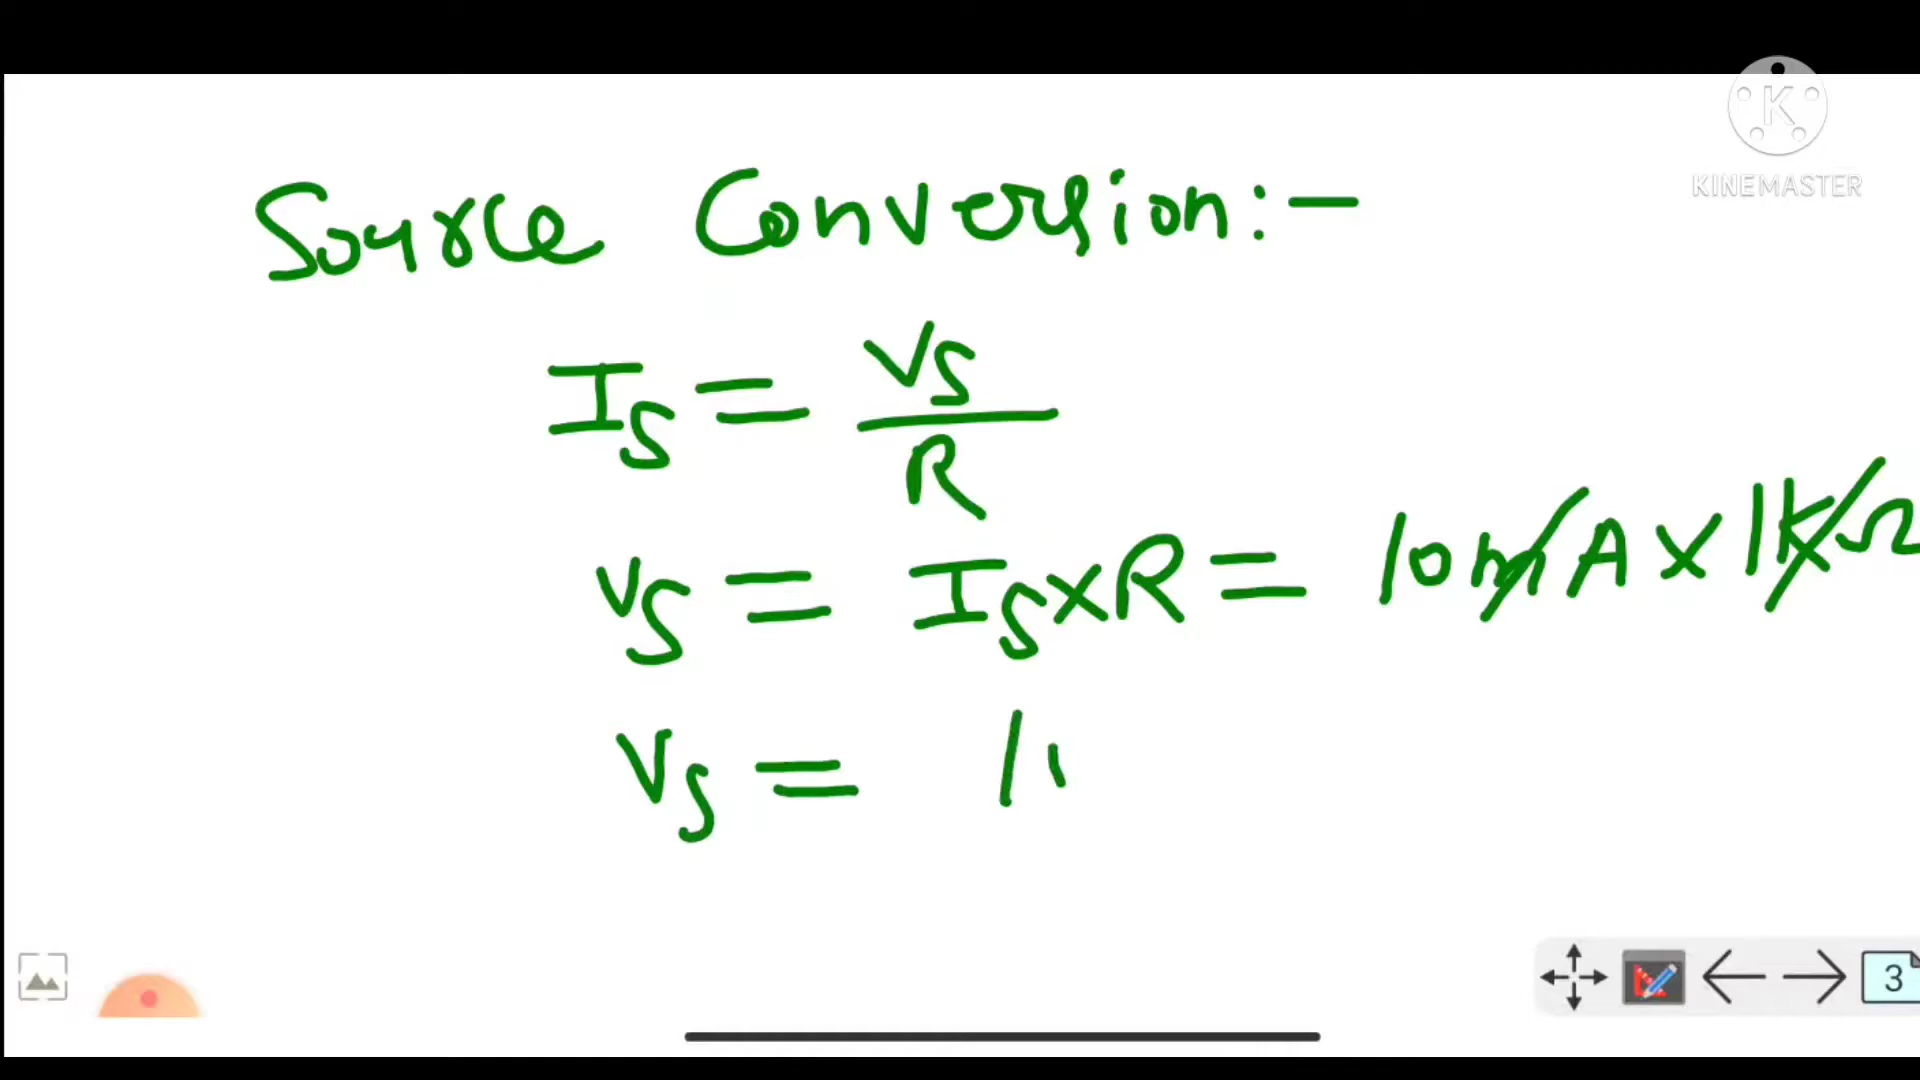 K
KINEMASTER
Source Conversion:-
Is = Vs / R
Vs = Is x R = 10mA x 1KΩ
Vs = 1
3